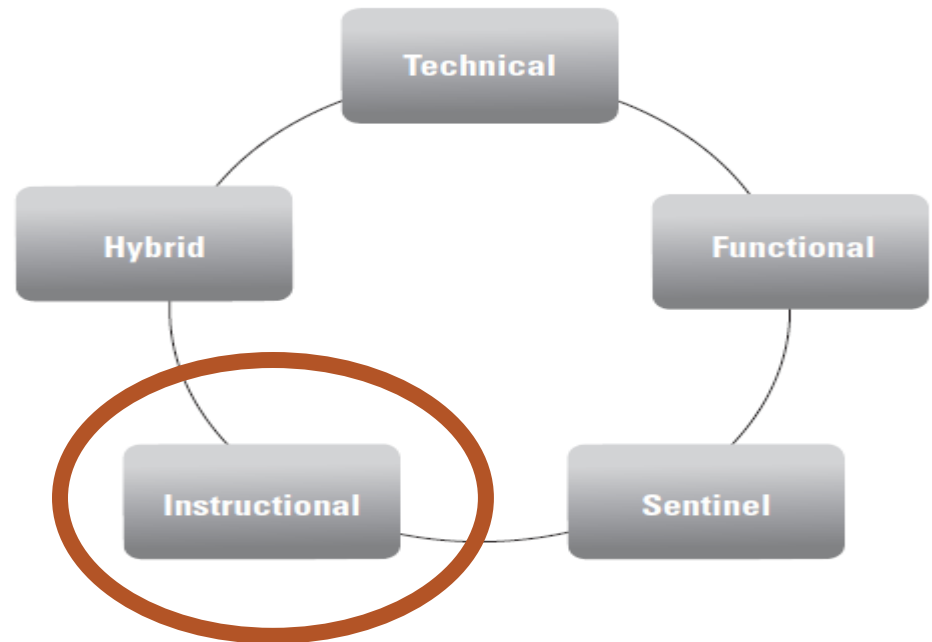 Technical
Hybrid
Functional
Instructional
Sentinel